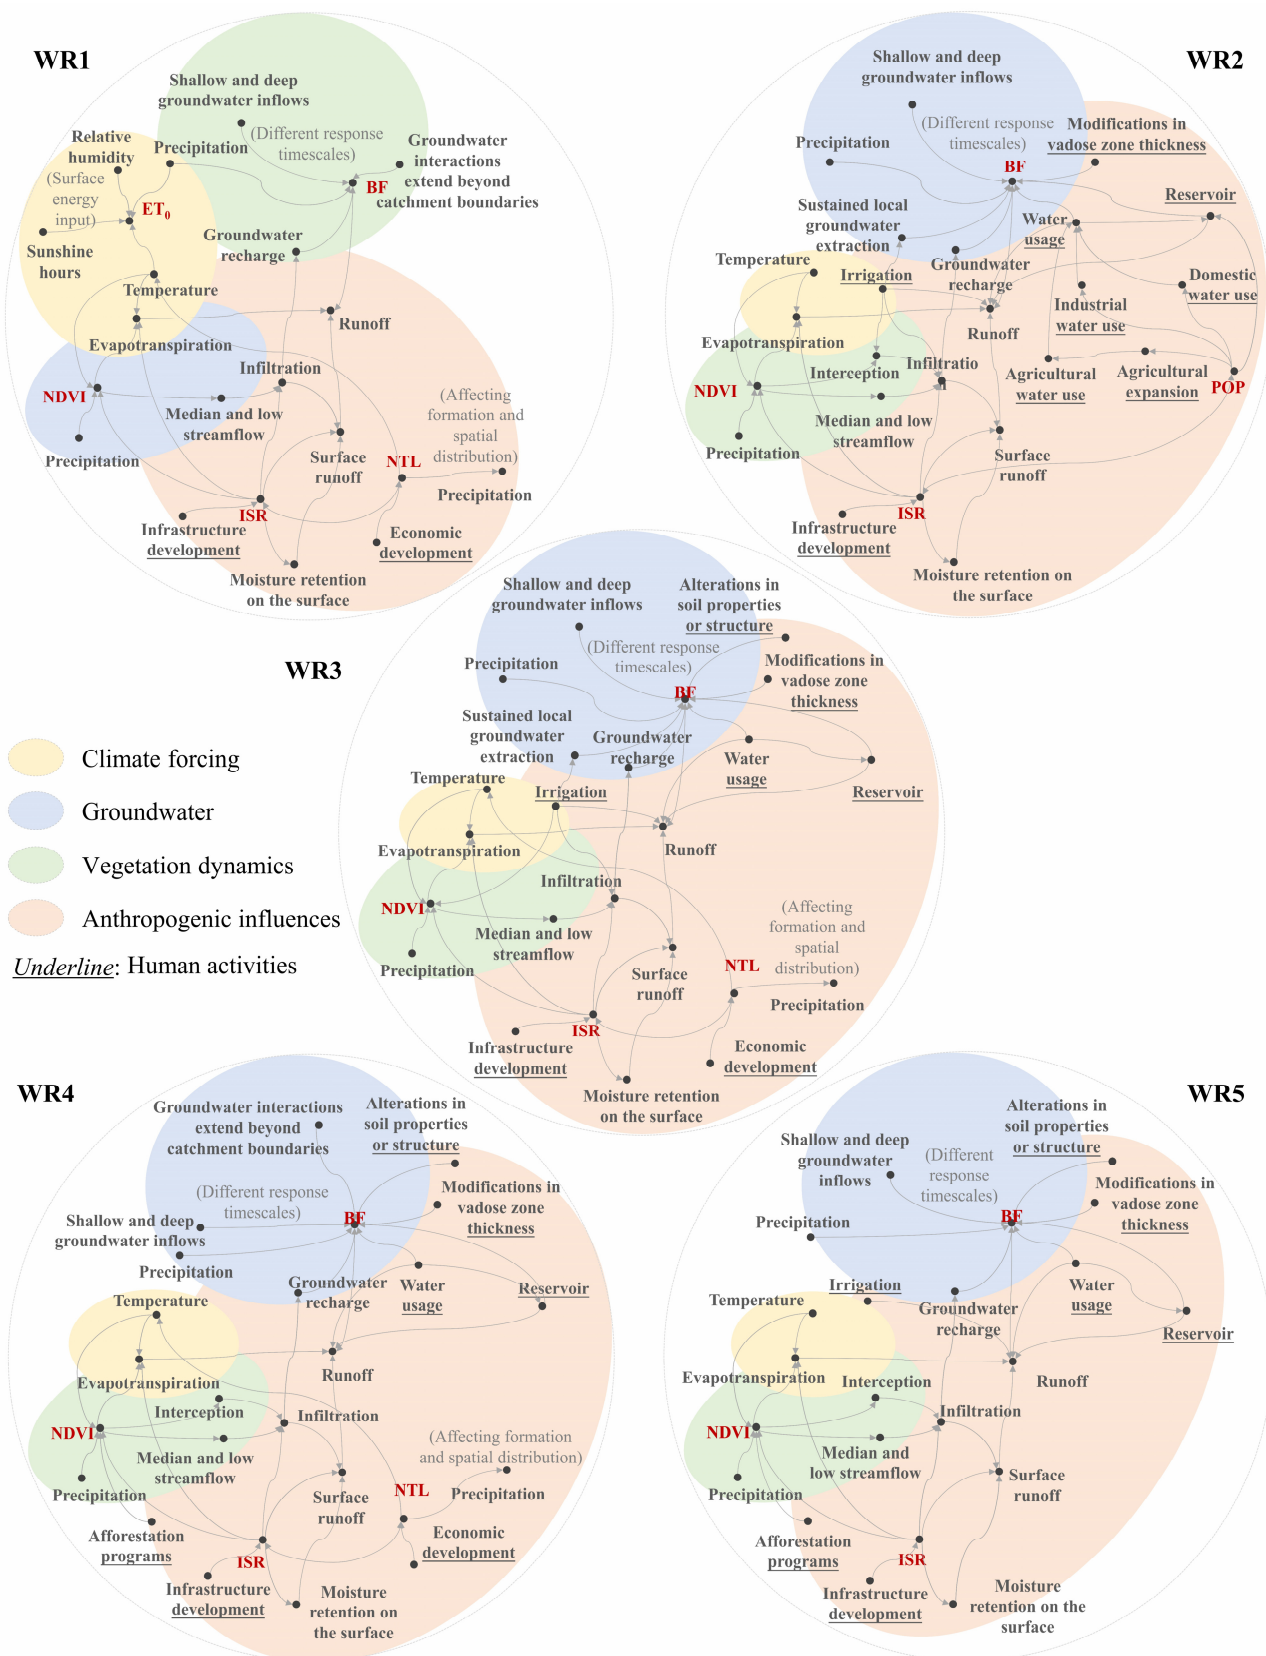 WR1
Shallow and deep
groundwater inflows
(Different response
timescales)
Relative
humidity
Precipitation
Groundwater
interactions
extend beyond
catchment boundaries
(Surface
energy
input)
ET0
BF
Sunshine
hours
Groundwater
recharge
Temperature
Runoff
Evapotranspiration
Infiltration
NDVI
Median and low
streamflow
(Affecting
formation and
spatial
distribution)
Precipitation
Surface
runoff
NTL
Precipitation
ISR
Infrastructure
development
Economic
development
Moisture retention
on the surface
WR2
Shallow and deep
groundwater inflows
(Different response
timescales)
Modifications in
vadose zone thickness
Precipitation
BF
Reservoir
Sustained local
groundwater
extraction
Water
usage
Temperature
Irrigation
Groundwater
recharge
Domestic
water use
Industrial
water use
Runoff
Evapotranspiration
Interception
Infiltratio
n
Agricultural
water use
Agricultural
expansion
POP
NDVI
Median and low
streamflow
Precipitation
Surface
runoff
ISR
Infrastructure
development
Moisture retention on
the surface
WR3
Shallow and deep
groundwater inflows
Alterations in
soil properties
or structure
(Different response
timescales)
Precipitation
Modifications in
vadose zone
thickness
BF
Sustained local
groundwater
extraction
Groundwater
recharge
Water
usage
Temperature
Irrigation
Reservoir
Evapotranspiration
Runoff
Infiltration
NDVI
Median and low
streamflow
(Affecting
formation and
spatial
distribution)
Precipitation
Surface
runoff
NTL
Precipitation
ISR
Infrastructure
development
Economic
development
Moisture retention
on the surface
Climate forcing
Groundwater
Vegetation dynamics
Anthropogenic influences
Underline: Human activities
WR4
Groundwater interactions
extend beyond
catchment boundaries
Alterations in
soil properties
or structure
(Different response
timescales)
Modifications in
vadose zone
thickness
Shallow and deep
groundwater inflows
BF
Precipitation
Groundwater
recharge
Water
usage
Reservoir
Temperature
Runoff
Evapotranspiration
Interception
Infiltration
NDVI
Median and low
streamflow
(Affecting formation
and spatial distribution)
Precipitation
Surface
runoff
NTL
Precipitation
Afforestation
programs
ISR
Economic
development
Infrastructure
development
Moisture
retention on
the surface
WR5
Alterations in
soil properties
or structure
Shallow and deep
groundwater
inflows
(Different
response
timescales)
Modifications in
vadose zone
thickness
Precipitation
BF
Irrigation
Water
usage
Temperature
Groundwater
recharge
Reservoir
Evapotranspiration
Interception
Runoff
Infiltration
NDVI
Median and
low streamflow
Precipitation
Surface
runoff
Afforestation
programs
ISR
Infrastructure
development
Moisture
retention on the
surface